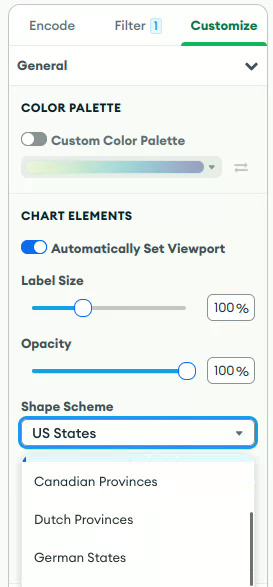 Encode Filter 1 Customize
General
COLOR PALETTE
Custom Color Palette
CHART ELEMENTS
Automatically Set Viewport
Label Size
100%
Opacity
100%
Shape Scheme
US States
Canadian Provinces
Dutch Provinces
German States